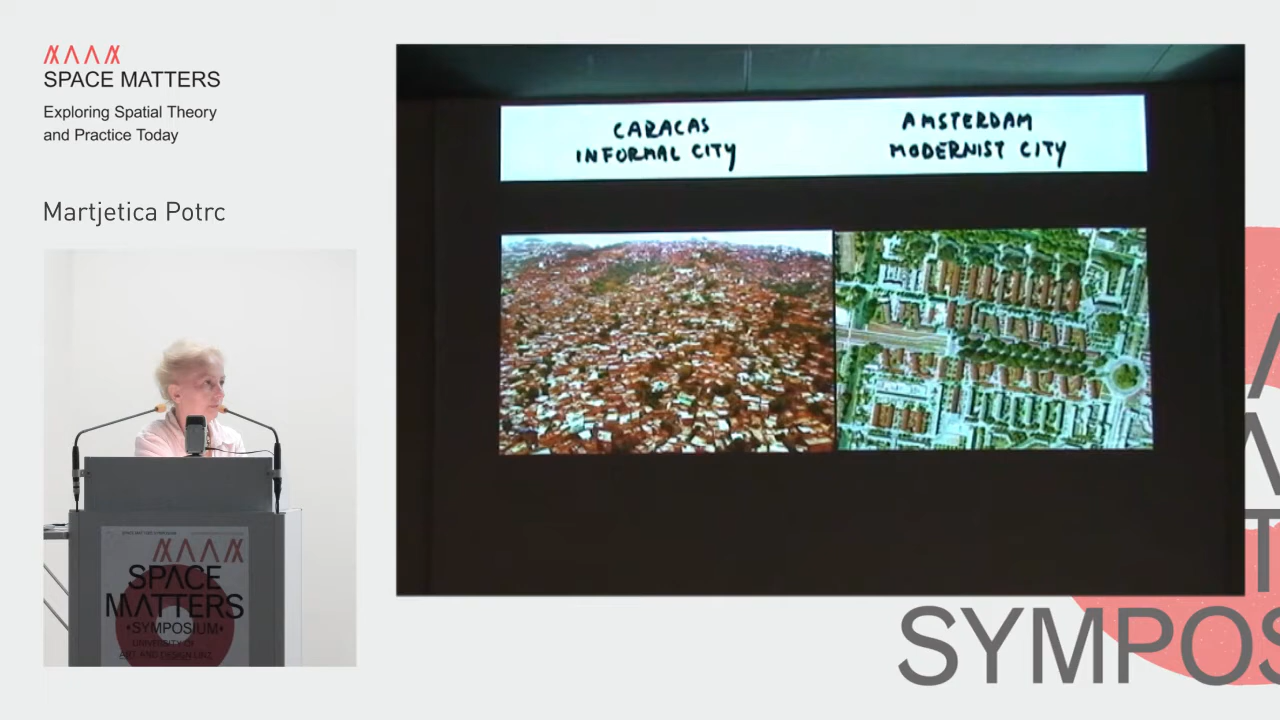 SPACE MATTERS
Exploring Spatial Theory
and Practice Today
Martjetica Potrc
CARACAS
INFORMAL CITY
AMSTERDAM
MODERNIST CITY
SPACE
MATTERS
•SYMPOSIUM•
UNIVERSITY OF
ART AND DESIGN LINZ
SYMPOS